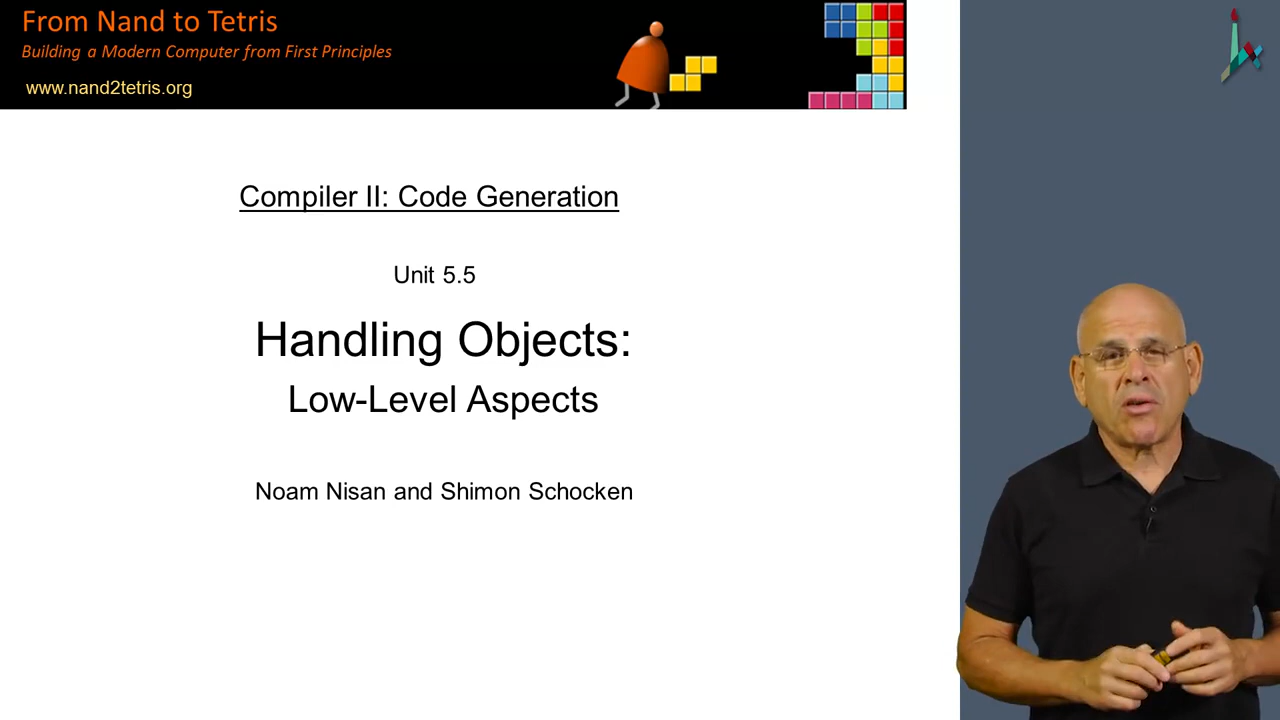 From Nand to Tetris
Building a Modern Computer from First Principles
www.nand2tetris.org
Compiler II: Code Generation
Unit 5.5
Handling Objects:
Low-Level Aspects
Noam Nisan and Shimon Schocken